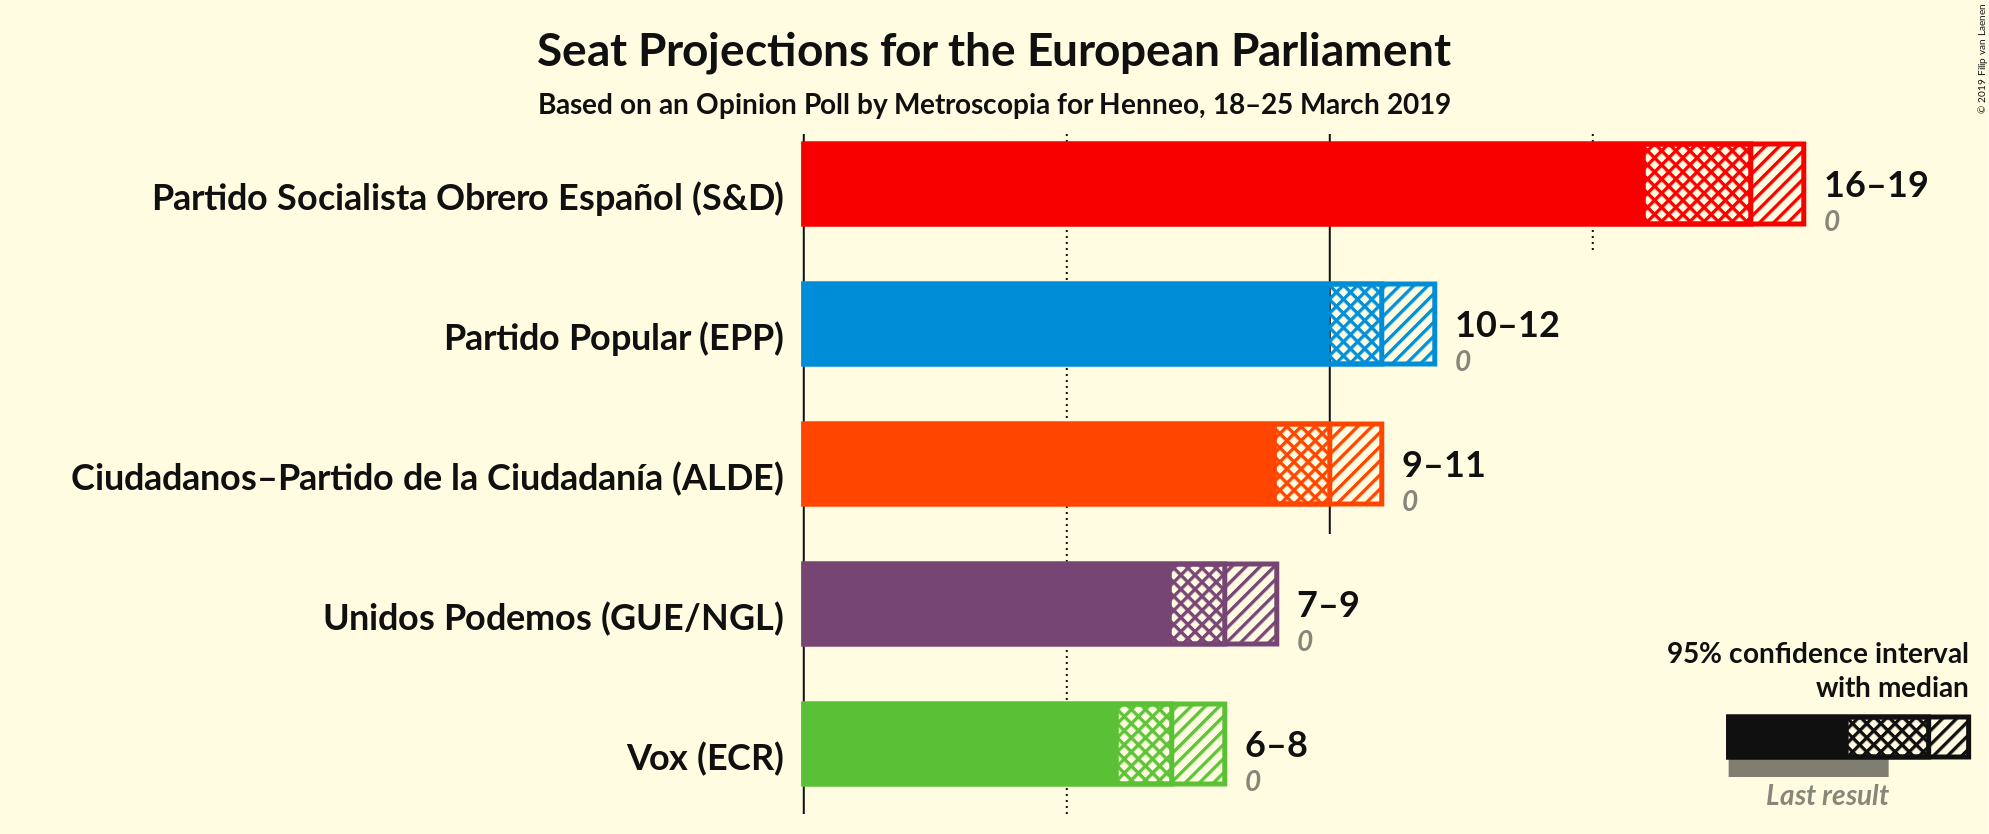 Seat Projections for the European Parliament
Based on an Opinion Poll by Metroscopia for Henneo, 18–25 March 2019
© 2019 Filip van Laenen
Partido Socialista Obrero Español (S&D)
16–19
0
Partido Popular (EPP)
10–12
0
Ciudadanos–Partido de la Ciudadanía (ALDE)
9–11
0
Unidos Podemos (GUE/NGL)
7–9
0
Vox (ECR)
6–8
0
95% confidence interval
with median
Last result